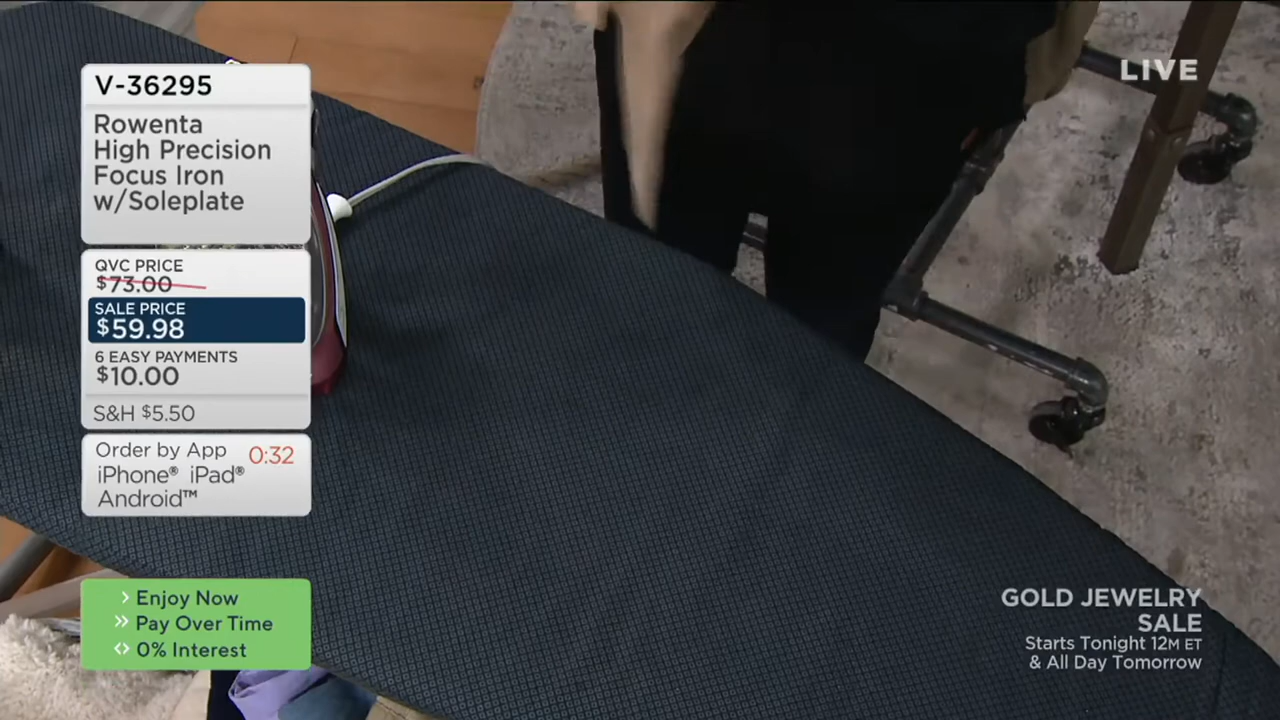 V-36295
Rowenta
High Precision
Focus Iron
w/Soleplate
QVC PRICE
$73.00
SALE PRICE
$59.98
6 EASY PAYMENTS
$10.00
S&H $5.50
Order by App 0:32
iPhone® iPad®
Android™
> Enjoy Now
>> Pay Over Time
<> 0% Interest
LIVE
GOLD JEWELRY
SALE
Starts Tonight 12M ET
& All Day Tomorrow